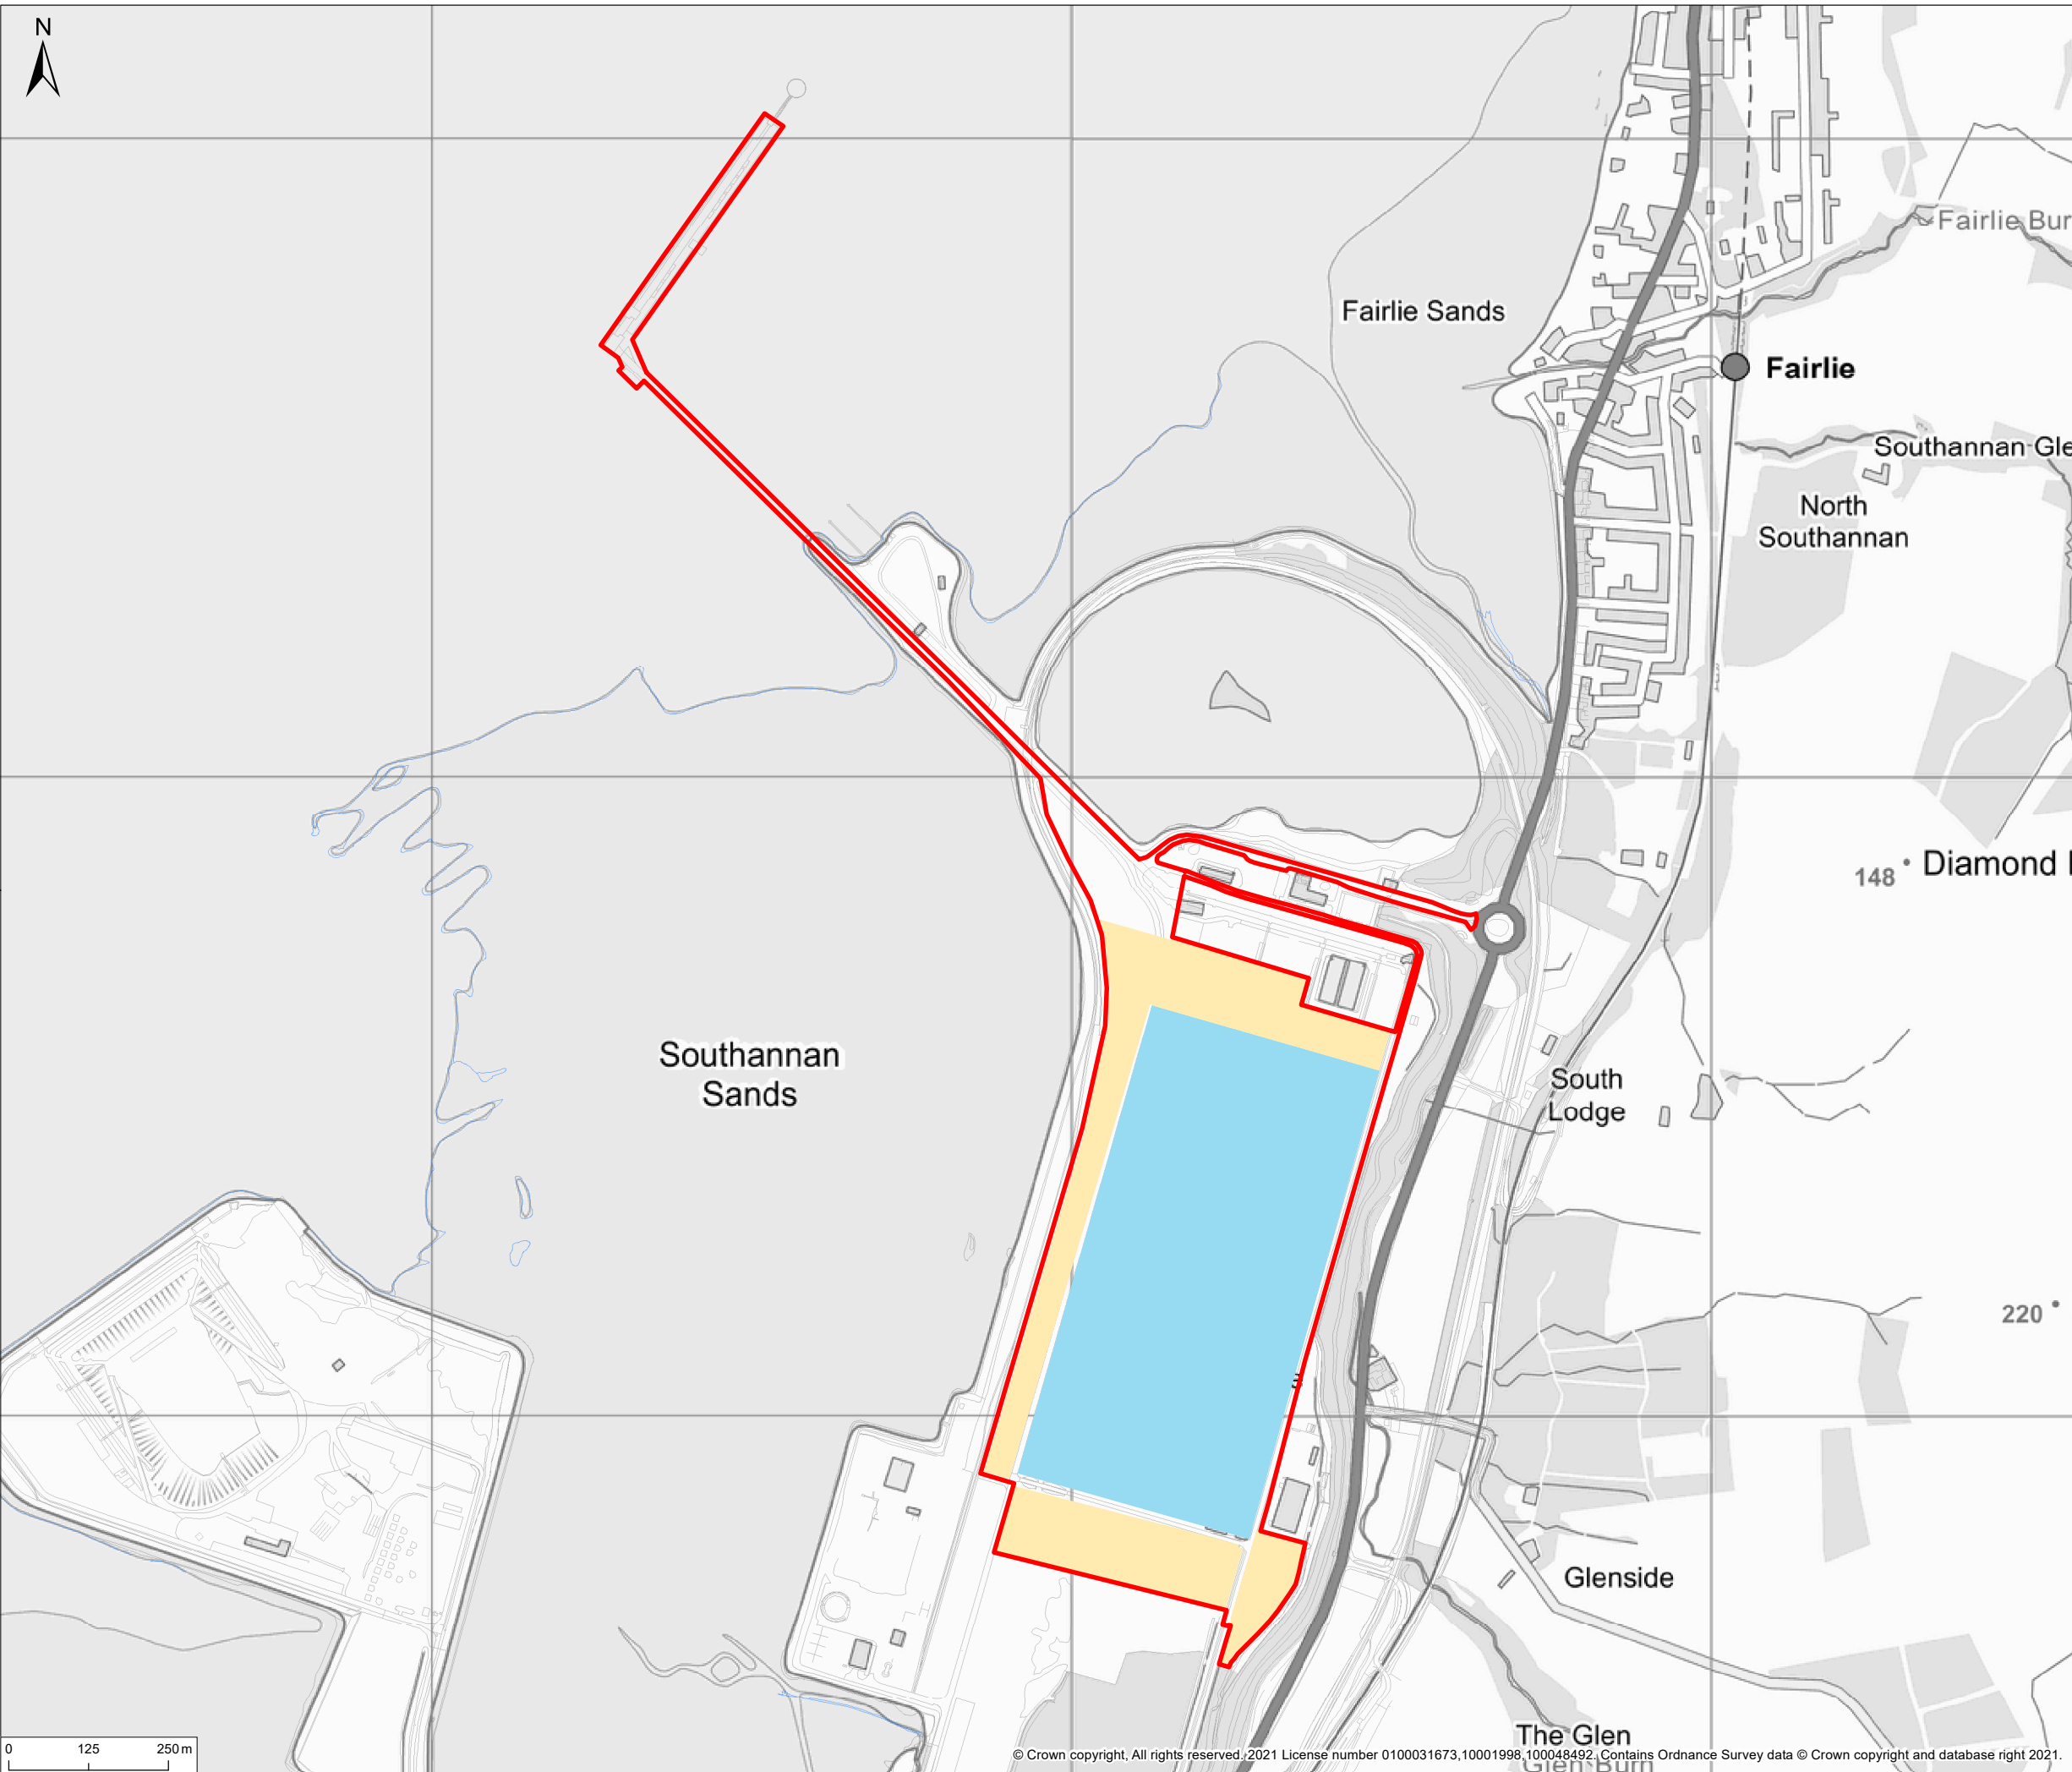 N
Fairlie Bur
Fairlie Sands
Fairlie
Southannan Gle
North
Southannan
148
Diamond
Southannan
Sands
South
Lodge
220
Glenside
The Glen
0 125 250 m
© Crown copyright, All rights reserved. 2021 License number 0100031673,10001998,100048492. Contains Ordnance Survey data © Crown copyright and database right 2021.
Glen Burn